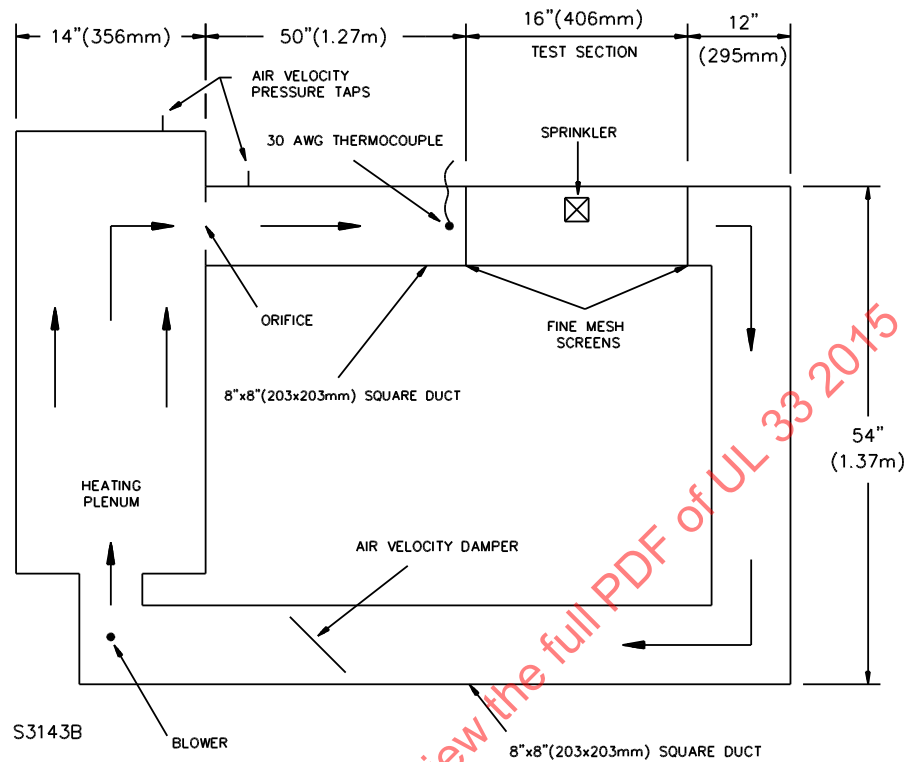 14"(356mm)
50"(1.27m)
16"(406mm)
12"
(295mm)
TEST SECTION
AIR VELOCITY
PRESSURE TAPS
30 AWG THERMOCOUPLE
SPRINKLER
ORIFICE
FINE MESH
SCREENS
8"x8"(203x203mm) SQUARE DUCT
54"
(1.37m)
HEATING
PLENUM
AIR VELOCITY DAMPER
S3143B
BLOWER
8"x8"(203x203mm) SQUARE DUCT
the full PDF of UL 33 2015